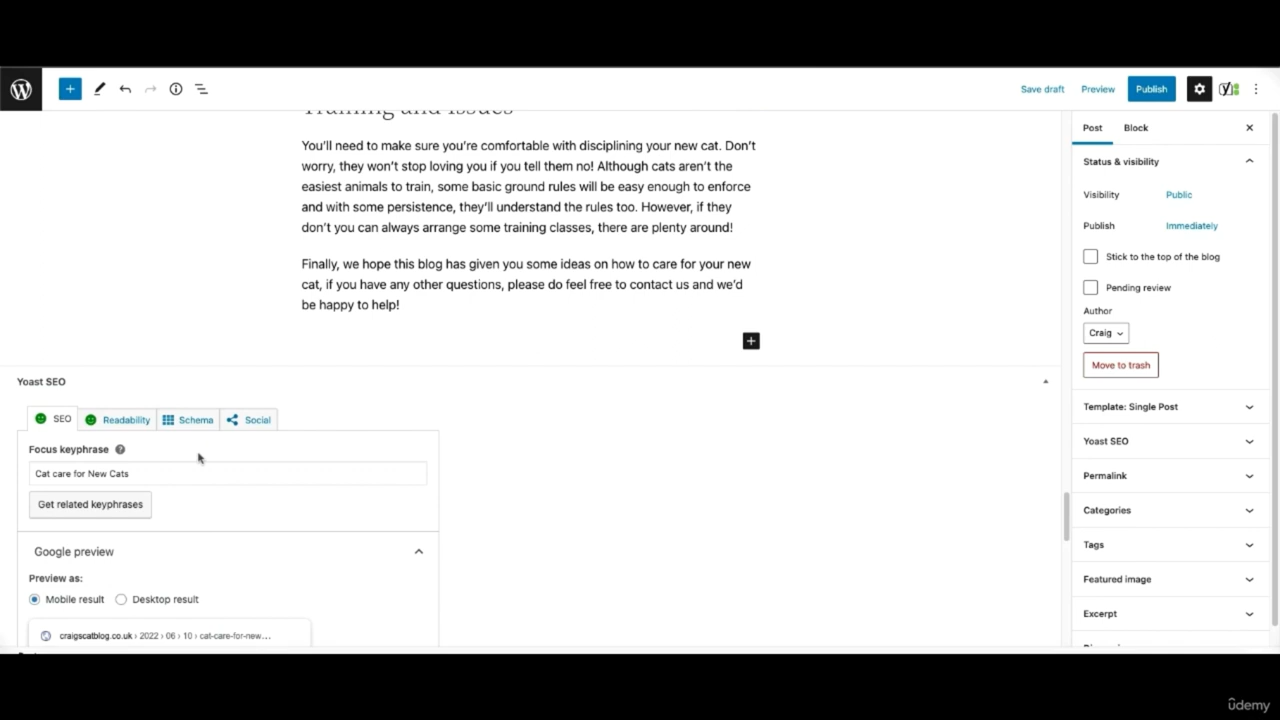 Save draft
Preview
Publish
Training and Issues
You'll need to make sure you're comfortable with disciplining your new cat. Don't
worry, they won't stop loving you if you tell them no! Although cats aren't the
easiest animals to train, some basic ground rules will be easy enough to enforce
and with some persistence, they'll understand the rules too. However, if they
don't you can always arrange some training classes, there are plenty around!
Finally, we hope this blog has given you some ideas on how to care for your new
cat, if you have any other questions, please do feel free to contact us and we'd
be happy to help!
Yoast SEO
SEO
Readability
Schema
Social
Focus keyphrase
Cat care for New Cats
Get related keyphrases
Google preview
Preview as:
Mobile result
Desktop result
craigscatblog.co.uk › 2022 › 06 › 10 › cat-care-for-new...
Post
Block
Status & visibility
Visibility
Public
Publish
Immediately
Stick to the top of the blog
Pending review
Author
Craig
Move to trash
Template: Single Post
Yoast SEO
Permalink
Categories
Tags
Featured image
Excerpt
ûdemy